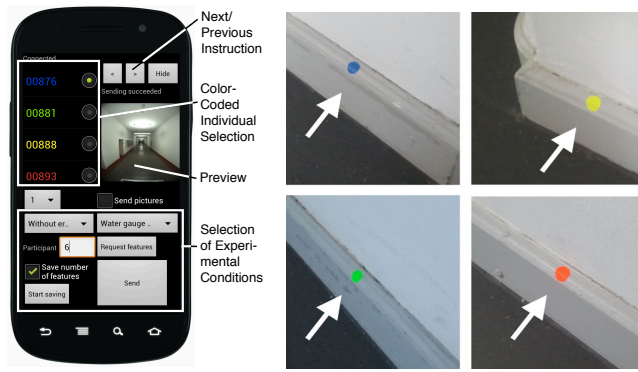 Connected
00876
00881
00888
00893
<
>
Hide
Sending succeeded
1
Send pictures
Without er..
Water gauge ..
Participant
6
Request features
Save number
of features
Start saving
Send
Next/
Previous
Instruction
Color-
Coded
Individual
Selection
Preview
Selection
of Experi-
mental
Conditions